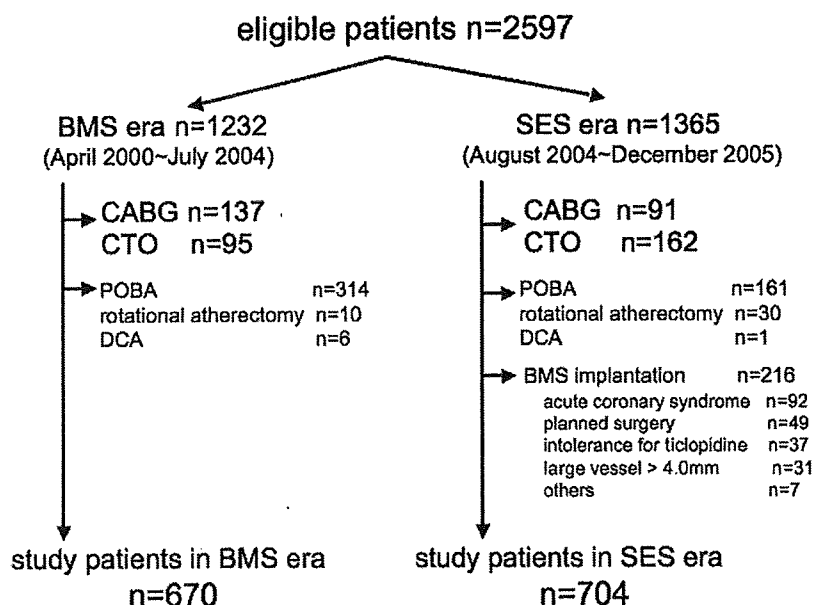 eligible patients n=2597
BMS era n=1232
(April 2000~July 2004)
CABG n=137
CTO n=95
POBA n=314
rotational atherectomy n=10
DCA n=6
study patients in BMS era
n=670
SES era n=1365
(August 2004~December 2005)
CABG n=91
CTO n=162
POBA n=161
rotational atherectomy n=30
DCA n=1
BMS implantation n=216
acute coronary syndrome n=92
planned surgery n=49
intolerance for ticlopidine n=37
large vessel > 4.0mm n=31
others n=7
study patients in SES era
n=704